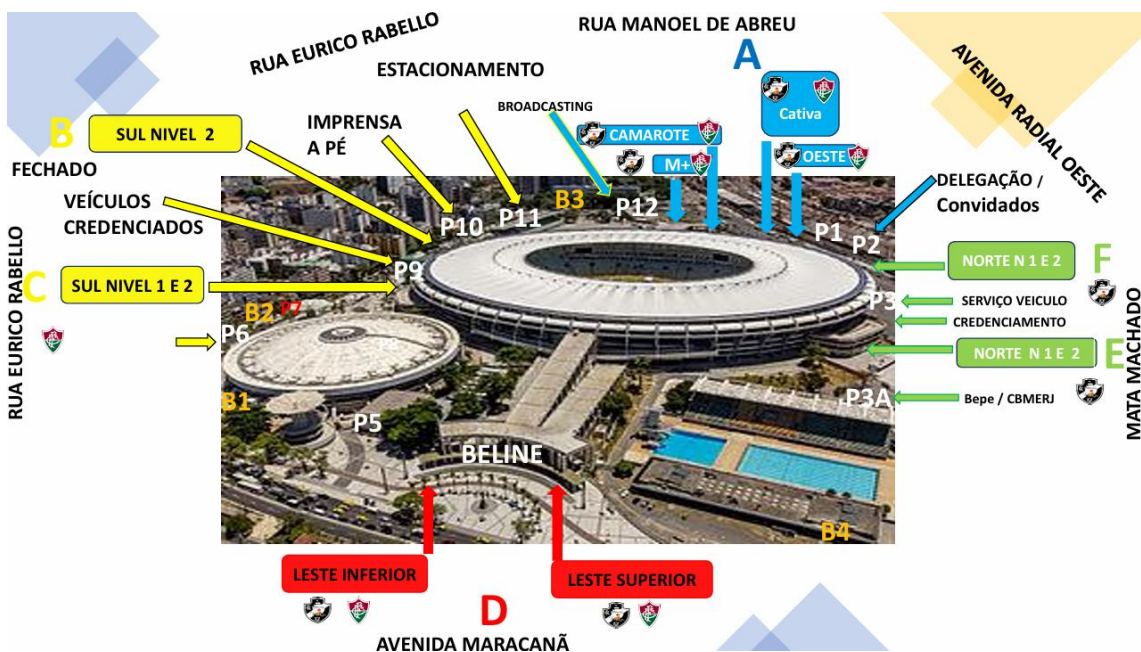 RUA MANOEL DE ABREU
RUA EURICO RABELLO
ESTACIONAMENTO
A
AVENIDA RADIAL OESTE
BROADCASTING
Cativa
B
SUL NIVEL 2
IMPRENSA
A PÉ
CAMAROTE
M+
OESTE
FECHADO
VEÍCULOS
CREDENCIADOS
DELEGAÇÃO /
Convidados
B3
P10
P11
P12
P1
P2
NORTE N 1 E 2
F
RUA EURICO RABELLO
C
SUL NIVEL 1 E 2
P9
P3
SERVIÇO VEICULO
CREDENCIAMENTO
B2
P7
P6
P8
NORTE N 1 E 2
E
MATA MACHADO
B1
P5
P3A
Bepe / CBMERJ
BELINE
B4
LESTE INFERIOR
LESTE SUPERIOR
D
AVENIDA MARACANÃ